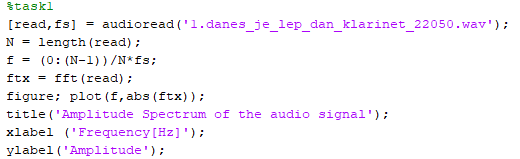 %task1
[read,fs] = audioread('1.danes_je_lep_dan_klarinet_22050.wav');
N = length(read);
f = (0:(N-1))/N*fs;
ftx = fft(read);
figure; plot(f,abs(ftx));
title('Amplitude Spectrum of the audio signal');
xlabel ('Frequency[Hz]');
ylabel('Amplitude');